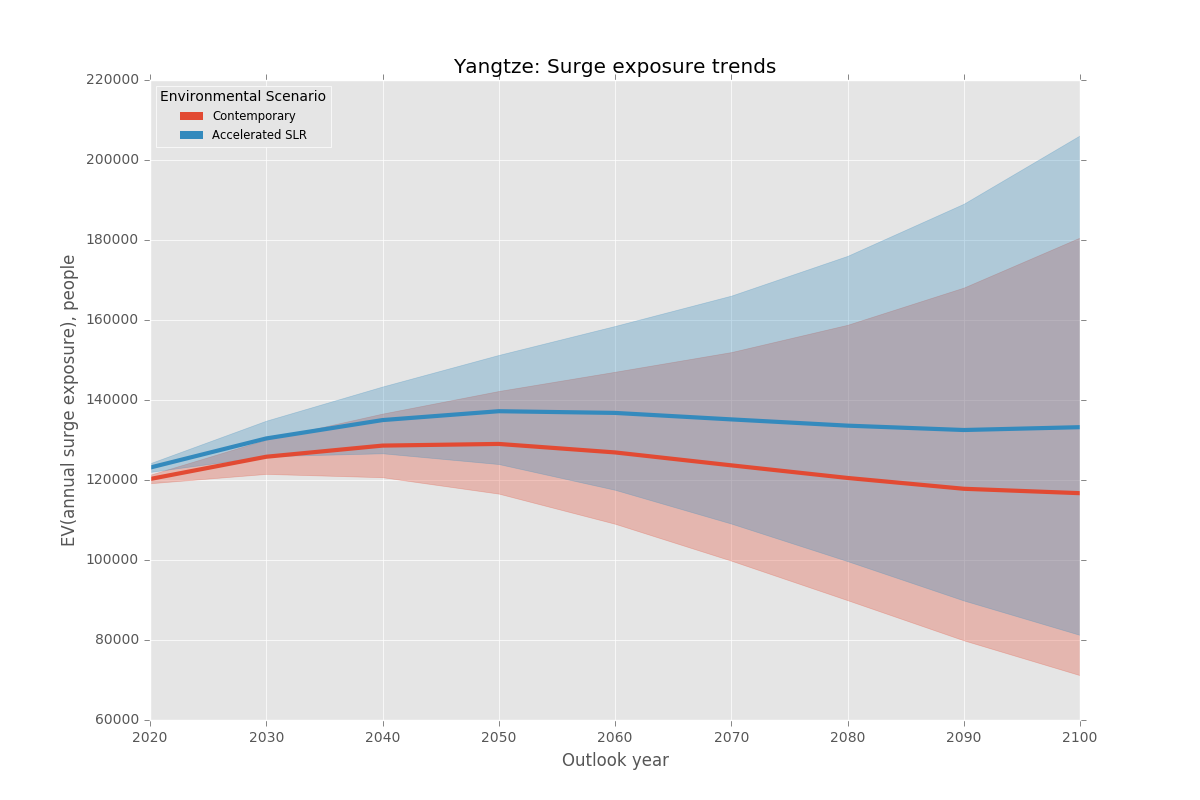 Yangtze: Surge exposure trends
Environmental Scenario
Contemporary
Accelerated SLR
EV(annual surge exposure), people
220000
200000
180000
160000
140000
120000
100000
80000
60000
2020 2030 2040 2050 2060 2070 2080 2090 2100
Outlook year